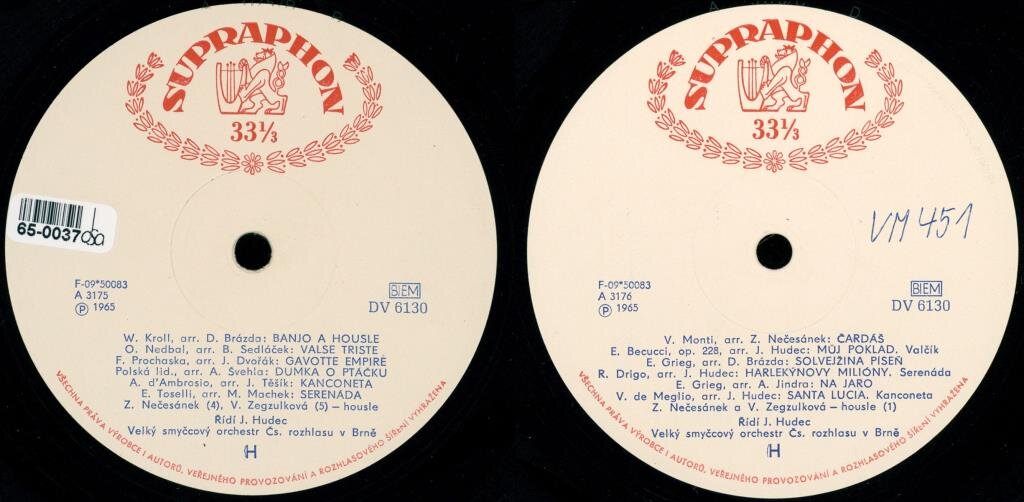 SUPRAPHON
33⅓
65-0037
F-09*50083
A 3175
Ⓟ 1965
BIEM
DV 6130
W. Kroll, arr. D. Brázda: BANJO A HOUSLE
O. Nedbal, arr. B. Sedláček: VALSE TRISTE
F. Prochaska, arr. J. Dvořák: GAVOTTE EMPIRÉ
Polská lid., arr. A. Švehla: DUMKA O PTÁČKU
A. d'Ambrosio, arr. J. Těšík: KANCONETA
E. Toselli, arr. M. Machek: SERENÁDA
Z. Nečesánek (4), V. Zegzulková (5) – housle
Řídí J. Hudec
Velký smyčcový orchestr Čs. rozhlasu v Brně
H
VŠECHNA PRÁVA VÝROBCE I AUTORŮ, VEŘEJNÉHO PROVOZOVÁNÍ A ROZHLASOVÉHO ŠÍŘENÍ VYHRAŽENA
SUPRAPHON
33⅓
VM 451
F-09*50083
A 3176
Ⓟ 1965
BIEM
DV 6130
V. Monti, arr. Z. Nečesánek: ČARDÁŠ
E. Becucci, op. 228, arr. J. Hudec: MŮJ POKLAD. Valčík
E. Grieg, arr. D. Brázda: SOLVEJŽINA PÍSEŇ
R. Drigo, arr. J. Hudec: HARLEKÝNOVY MILIÓNY. Serenáda
E. Grieg, arr. A. Jindra: NA JARO
V. de Meglio, arr. J. Hudec: SANTA LUCIA. Kanconeta
Z. Nečesánek a V. Zegzulková – housle (1)
Řídí J. Hudec
Velký smyčcový orchestr Čs. rozhlasu v Brně
H
VŠECHNA PRÁVA VÝROBCE I AUTORŮ, VEŘEJNÉHO PROVOZOVÁNÍ A ROZHLASOVÉHO ŠÍŘENÍ VYHRAŽENA